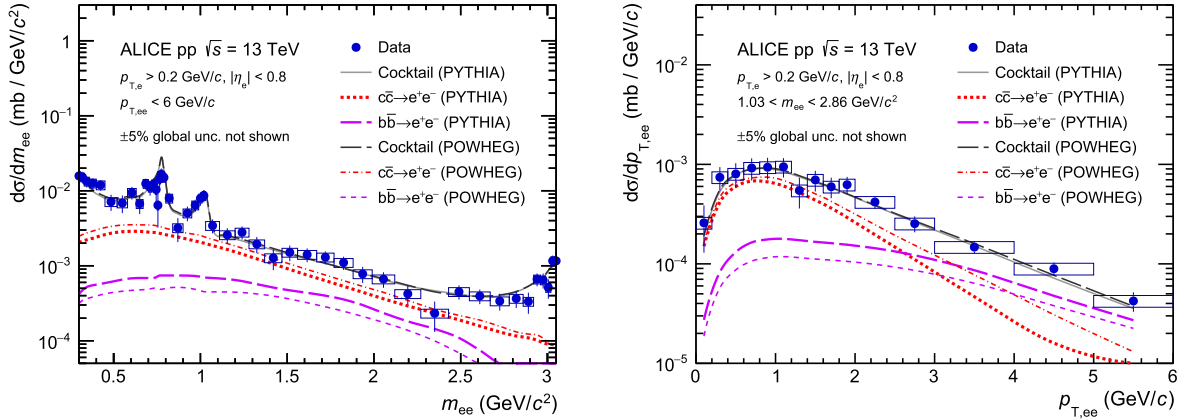 dσ/dm_ee (mb / GeV/c²)
1
10⁻¹
10⁻²
10⁻³
10⁻⁴
ALICE pp √s = 13 TeV
p_T,e > 0.2 GeV/c, |η_e| < 0.8
p_T,ee < 6 GeV/c
±5% global unc. not shown
Data
Cocktail (PYTHIA)
cc̄→e⁺e⁻ (PYTHIA)
bb̄→e⁺e⁻ (PYTHIA)
Cocktail (POWHEG)
cc̄→e⁺e⁻ (POWHEG)
bb̄→e⁺e⁻ (POWHEG)
0.5 1 1.5 2 2.5 3
m_ee (GeV/c²)
dσ/dp_T,ee (mb / GeV/c)
10⁻¹
10⁻²
10⁻³
10⁻⁴
10⁻⁵
ALICE pp √s = 13 TeV
p_T,e > 0.2 GeV/c, |η_e| < 0.8
1.03 < m_ee < 2.86 GeV/c²
±5% global unc. not shown
Data
Cocktail (PYTHIA)
cc̄→e⁺e⁻ (PYTHIA)
bb̄→e⁺e⁻ (PYTHIA)
Cocktail (POWHEG)
cc̄→e⁺e⁻ (POWHEG)
bb̄→e⁺e⁻ (POWHEG)
0 1 2 3 4 5 6
p_T,ee (GeV/c)